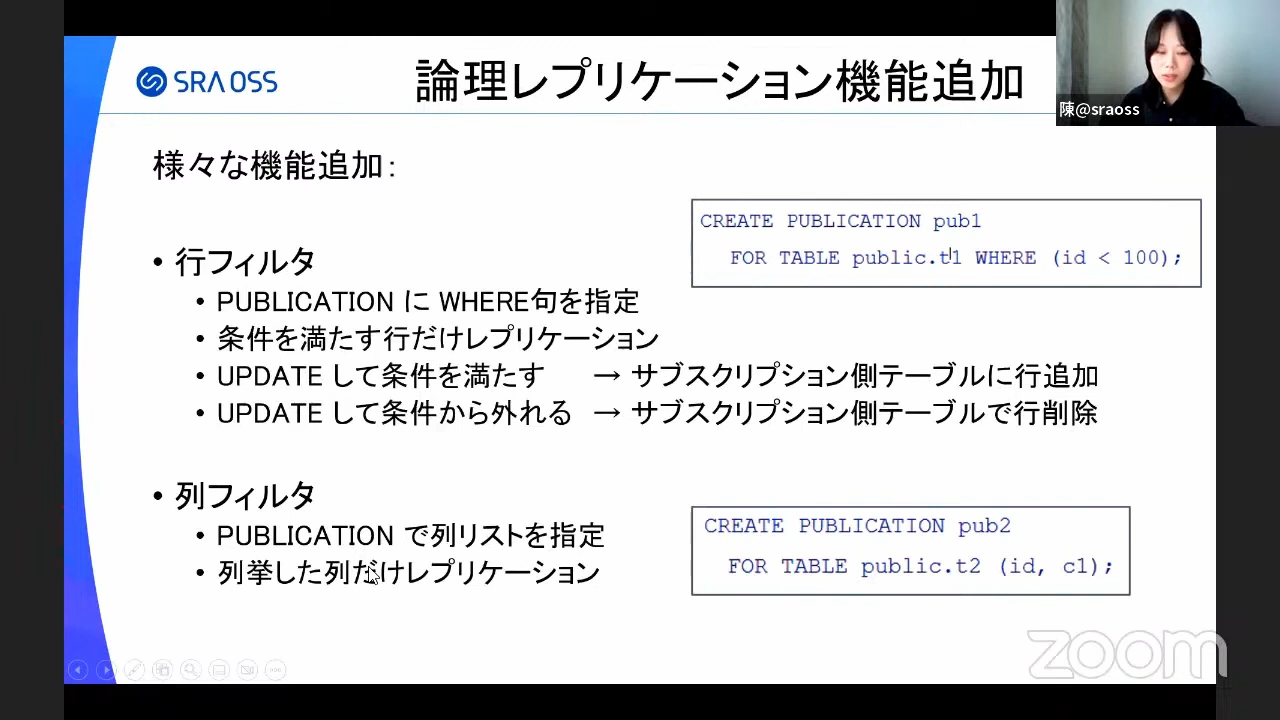 SRA OSS
論理レプリケーション機能追加
陳@sraoss
様々な機能追加:
CREATE PUBLICATION pub1
FOR TABLE public.t1 WHERE (id < 100);
• 行フィルタ
• PUBLICATION に WHERE句を指定
• 条件を満たす行だけレプリケーション
• UPDATE して条件を満たす → サブスクリプション側テーブルに行追加
• UPDATE して条件から外れる → サブスクリプション側テーブルで行削除
• 列フィルタ
• PUBLICATION で列リストを指定
• 列挙した列だけレプリケーション
CREATE PUBLICATION pub2
FOR TABLE public.t2 (id, c1);
zoom